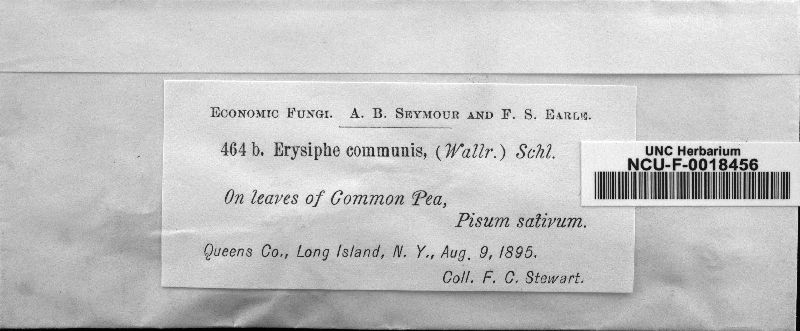 ECONOMIC FUNGI. A. B. SEYMOUR AND F. S. EARLE.
464 b. Erysiphe communis, (Wallr.) Schl.
On leaves of Common Pea,
Pisum sativum.
Queens Co., Long Island, N. Y., Aug. 9, 1895.
Coll. F. C. Stewart.
UNC Herbarium
NCU-F-0018456